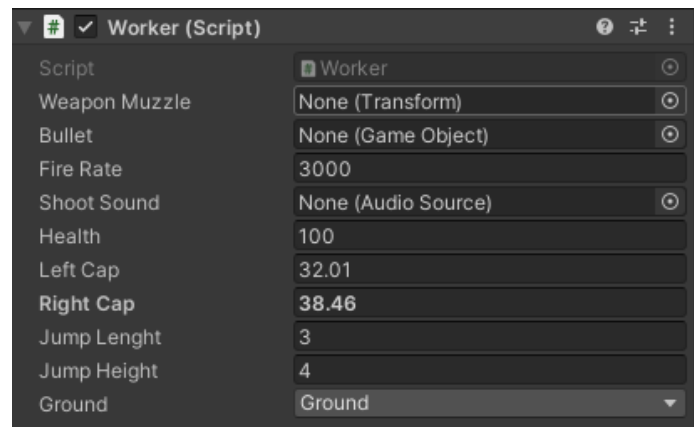 Worker (Script)
Script Worker
Weapon Muzzle None (Transform)
Bullet None (Game Object)
Fire Rate 3000
Shoot Sound None (Audio Source)
Health 100
Left Cap 32.01
Right Cap 38.46
Jump Lenght 3
Jump Height 4
Ground Ground